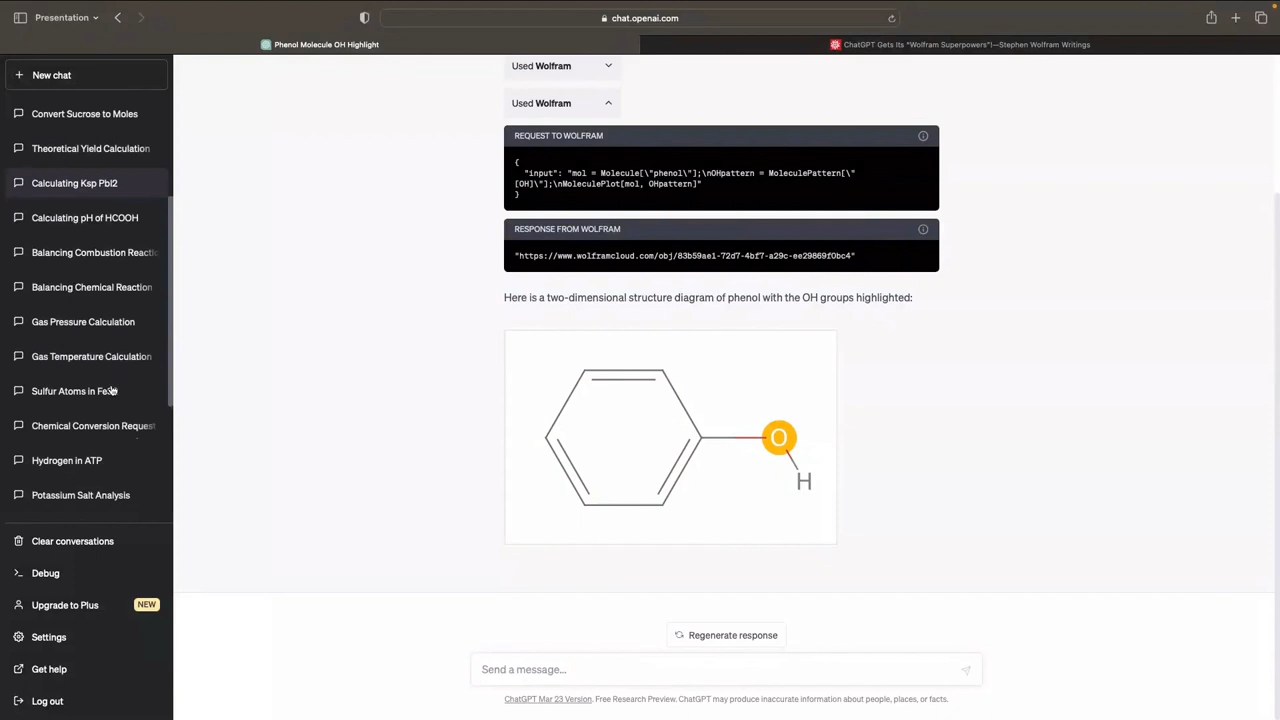 Presentation
chat.openai.com
Phenol Molecule OH Highlight
ChatGPT Gets Its “Wolfram Superpowers”!—Stephen Wolfram Writings
New chat
Convert Sucrose to Moles
Theoretical Yield Calculation
Calculating Ksp PbI2
Calculating pH of HCOOH
Balancing Combustion Reactio
Balancing Chemical Reaction
Gas Pressure Calculation
Gas Temperature Calculation
Sulfur Atoms in
Chemical Conversion Request
Hydrogen in ATP
Potassium Salt Analysis
Clear conversations
Debug
Upgrade to Plus NEW
Settings
Get help
Log out
Used Wolfram
Used Wolfram
REQUEST TO WOLFRAM
{
"input": "mol = Molecule[\"phenol\"];\nOHpattern = MoleculePattern[\"
[OH]\"];\nMoleculePlot[mol, OHpattern]"
}
RESPONSE FROM WOLFRAM
"https://www.wolframcloud.com/obj/83b59ae1-72d7-4bf7-a29c-ee29869f0bc4"
Here is a two-dimensional structure diagram of phenol with the OH groups highlighted:
O
H
Regenerate response
Send a message...
ChatGPT Mar 23 Version. Free Research Preview. ChatGPT may produce inaccurate information about people, places, or facts.